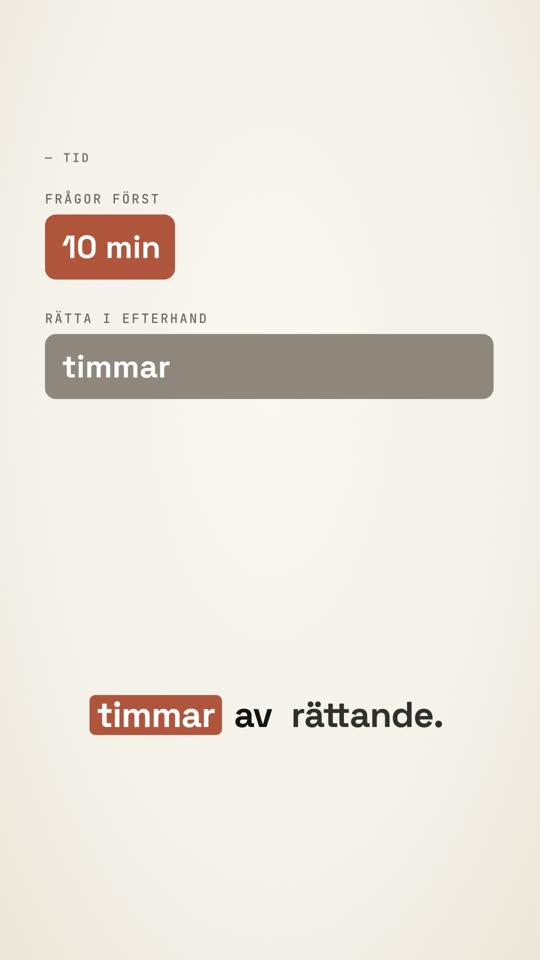 — TID
FRÅGOR FÖRST
10 min
RÄTTA I EFTERHAND
timmar
timmar av rättande.